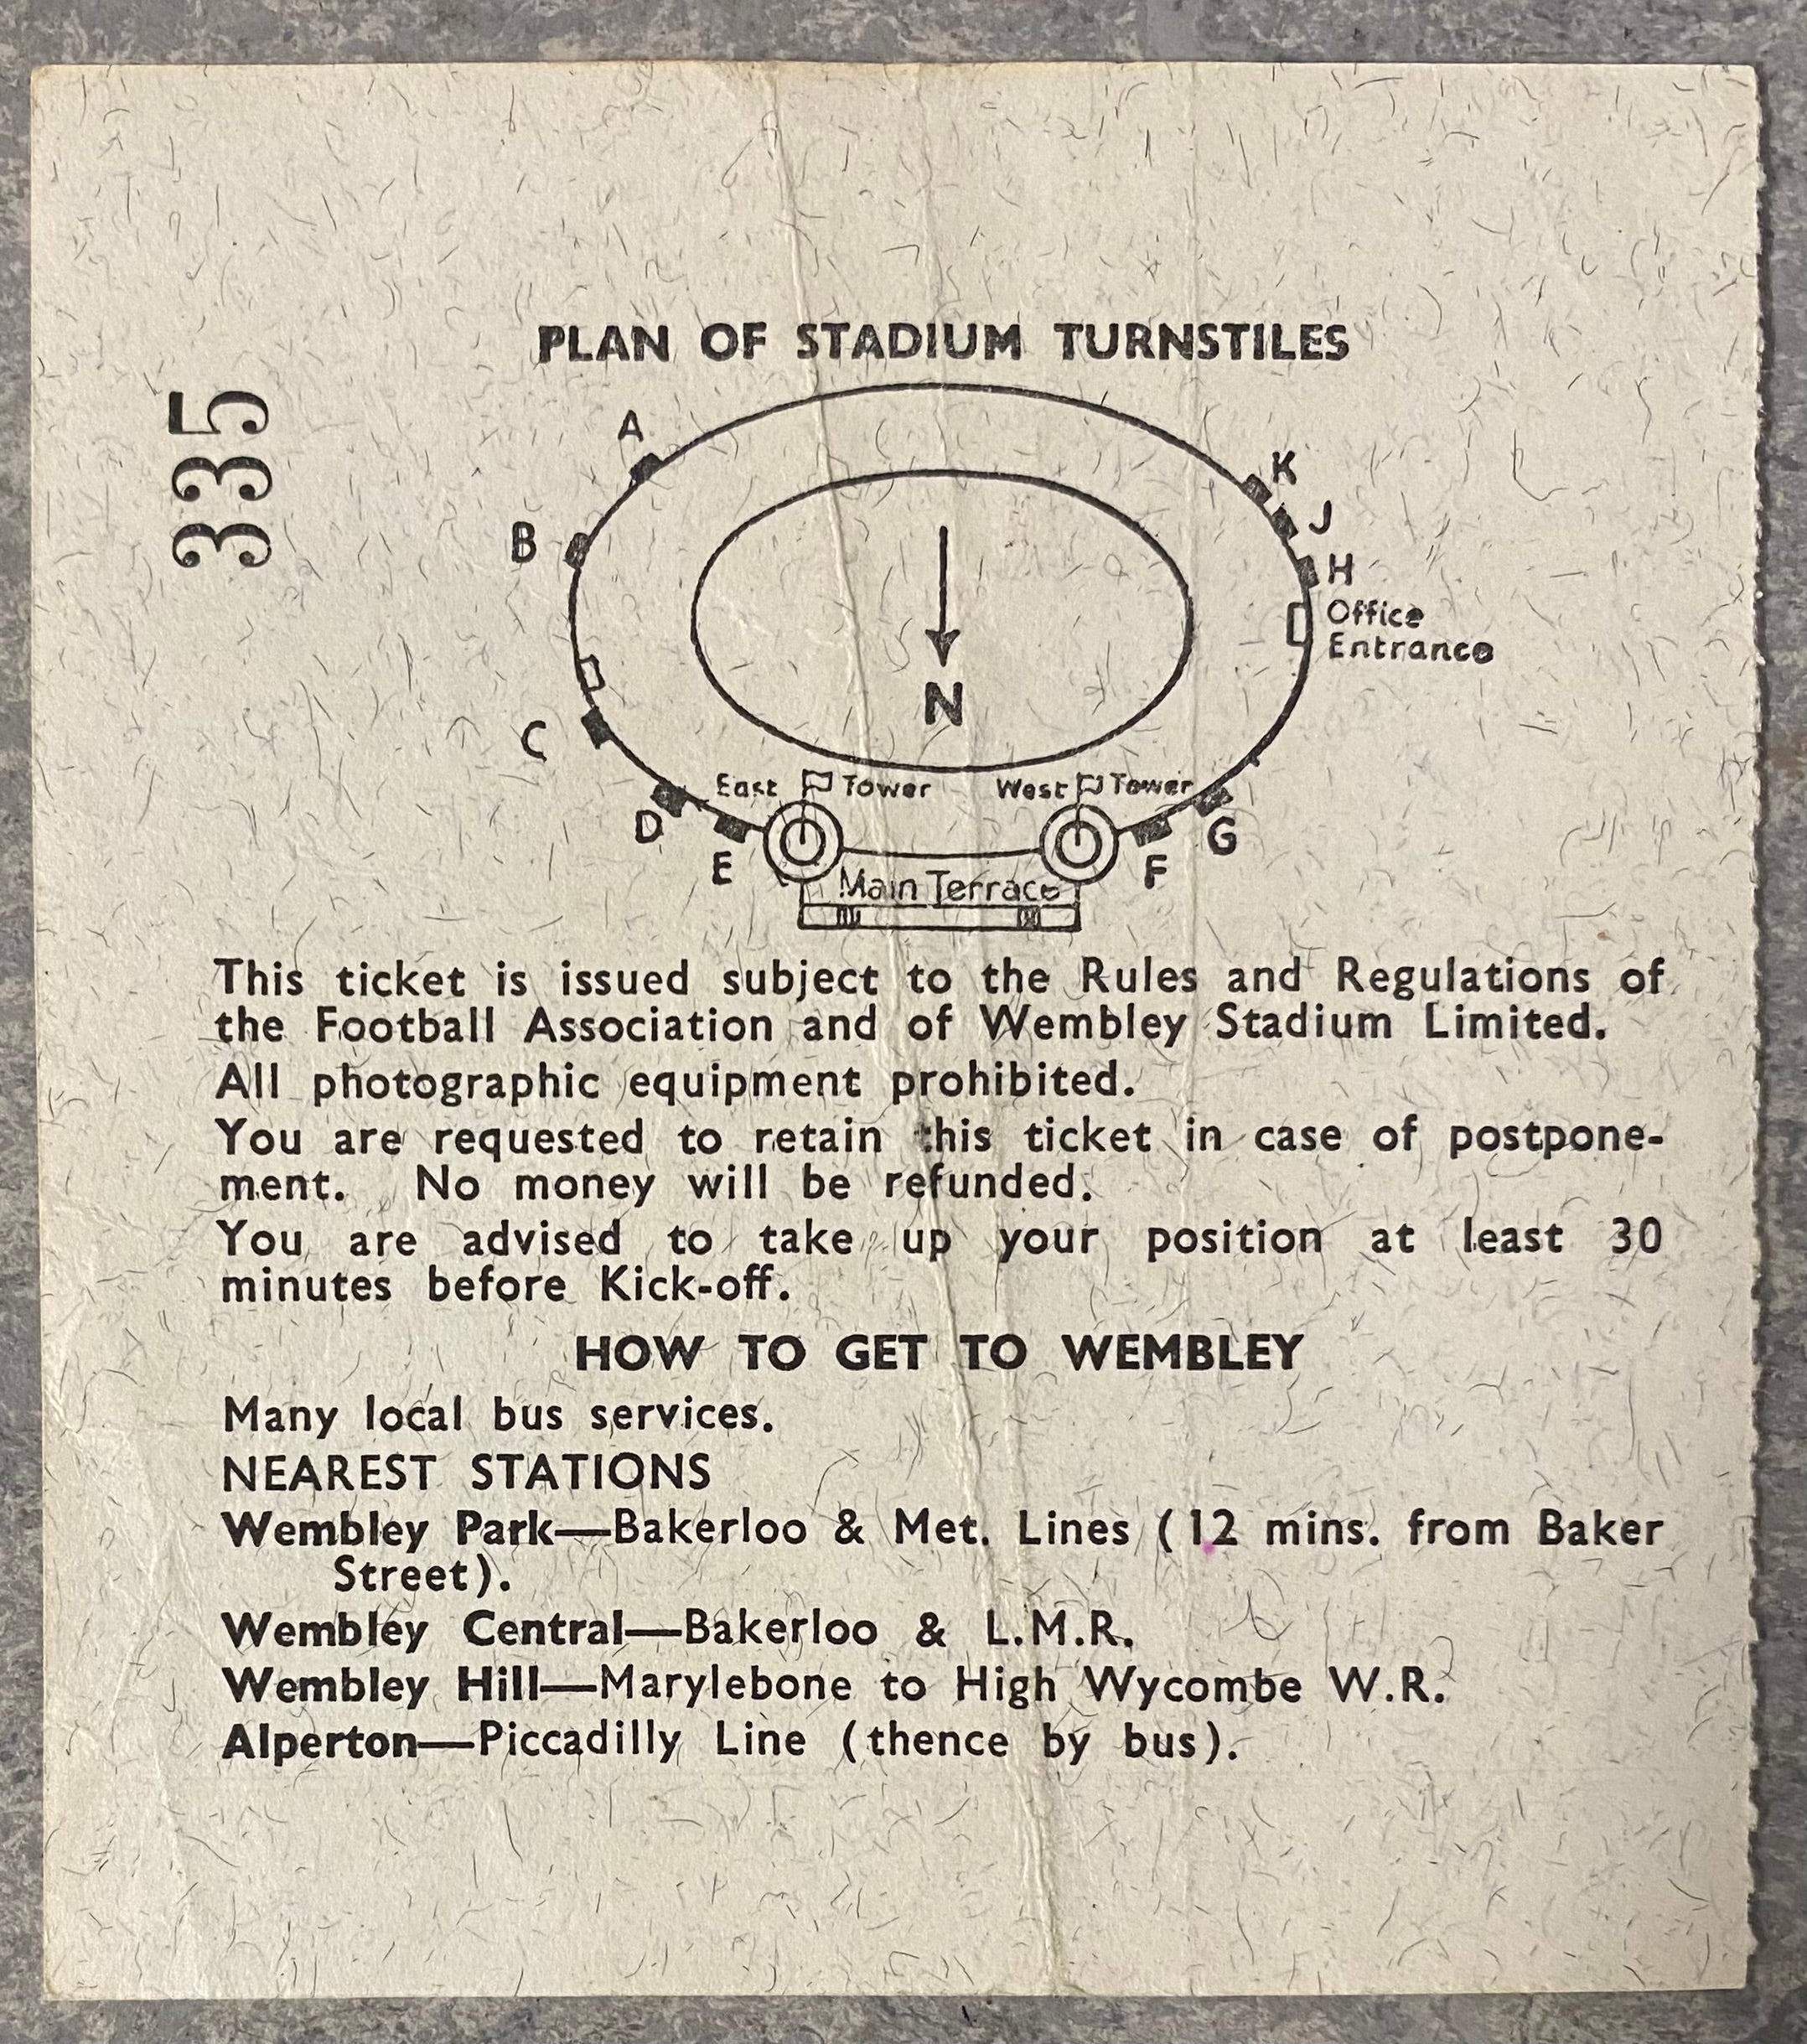 PLAN OF STADIUM TURNSTILES
335
A
K
J
B
H
Office
Entrance
N
C
East Tower
West Tower
D
G
E
F
Main Terrace
This ticket is issued subject to the Rules and Regulations of
the Football Association and of Wembley Stadium Limited.
All photographic equipment prohibited.
You are requested to retain this ticket in case of postpone-
ment. No money will be refunded.
You are advised to take up your position at least 30
minutes before Kick-off.
HOW TO GET TO WEMBLEY
Many local bus services.
NEAREST STATIONS
Wembley Park—Bakerloo & Met. Lines (12 mins. from Baker
Street).
Wembley Central—Bakerloo & L.M.R.
Wembley Hill—Marylebone to High Wycombe W.R.
Alperton—Piccadilly Line (thence by bus).